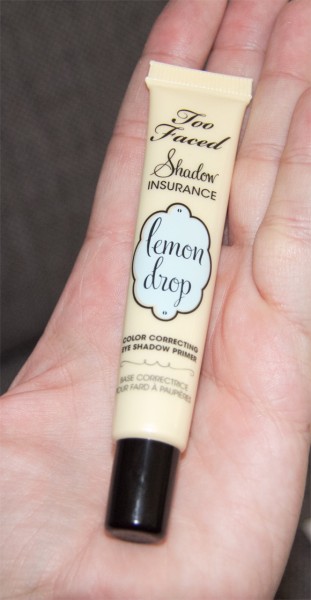 Too
Faced
Shadow
INSURANCE
lemon
drop
COLOR CORRECTING
EYE SHADOW PRIMER
BASE CORRECTRICE
POUR FARD À PAUPIÈRES